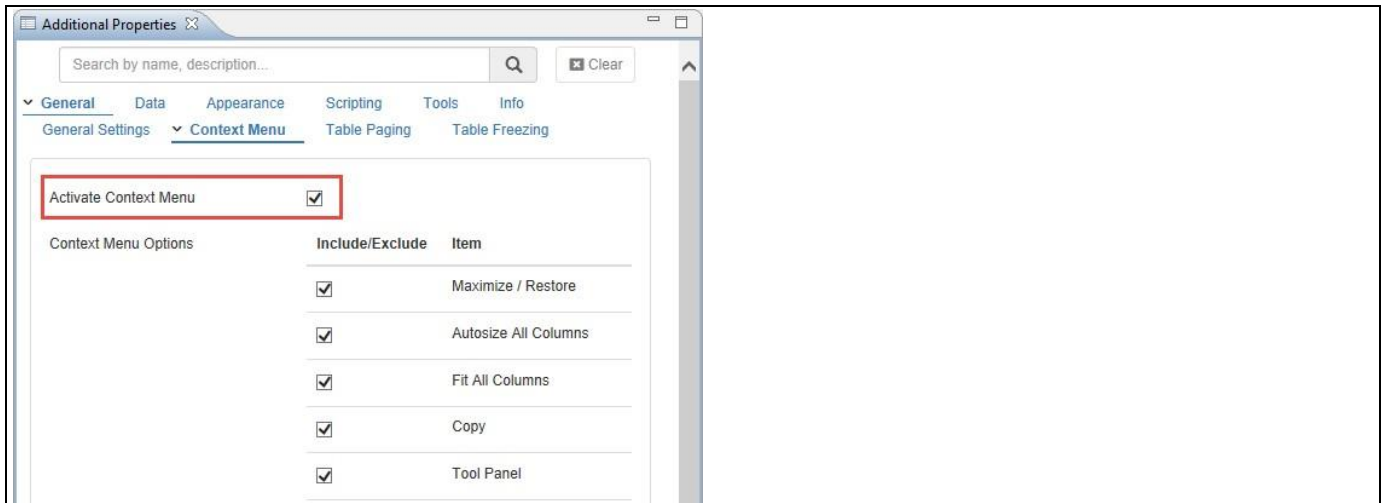 Additional Properties
Search by name, description... Clear
General Data Appearance Scripting Tools Info
General Settings Context Menu Table Paging Table Freezing
Activate Context Menu
Context Menu Options Include/Exclude Item
Maximize / Restore
Autosize All Columns
Fit All Columns
Copy
Tool Panel